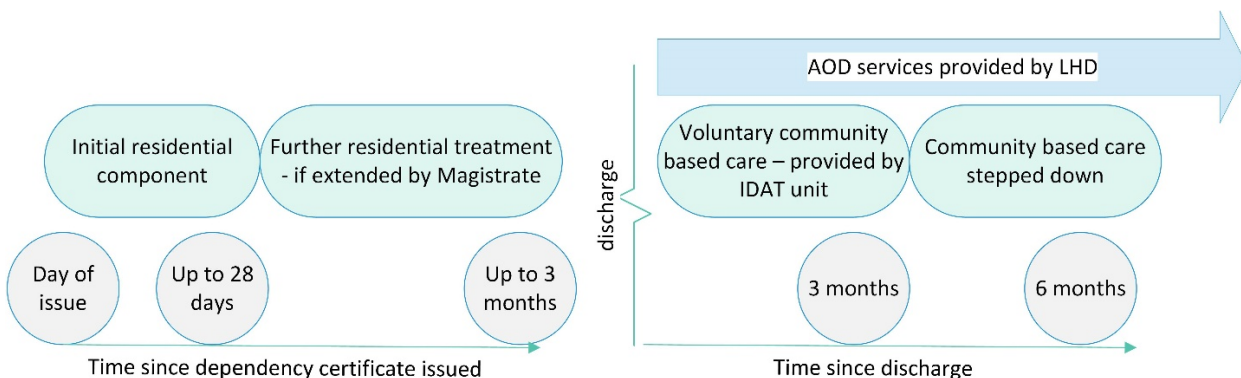 AOD services provided by LHD
Initial residential
component
Further residential treatment
- if extended by Magistrate
discharge
Voluntary community
based care – provided by
IDAT unit
Community based care
stepped down
Day of
issue
Up to 28
days
Up to 3
months
3 months
6 months
Time since dependency certificate issued
Time since discharge